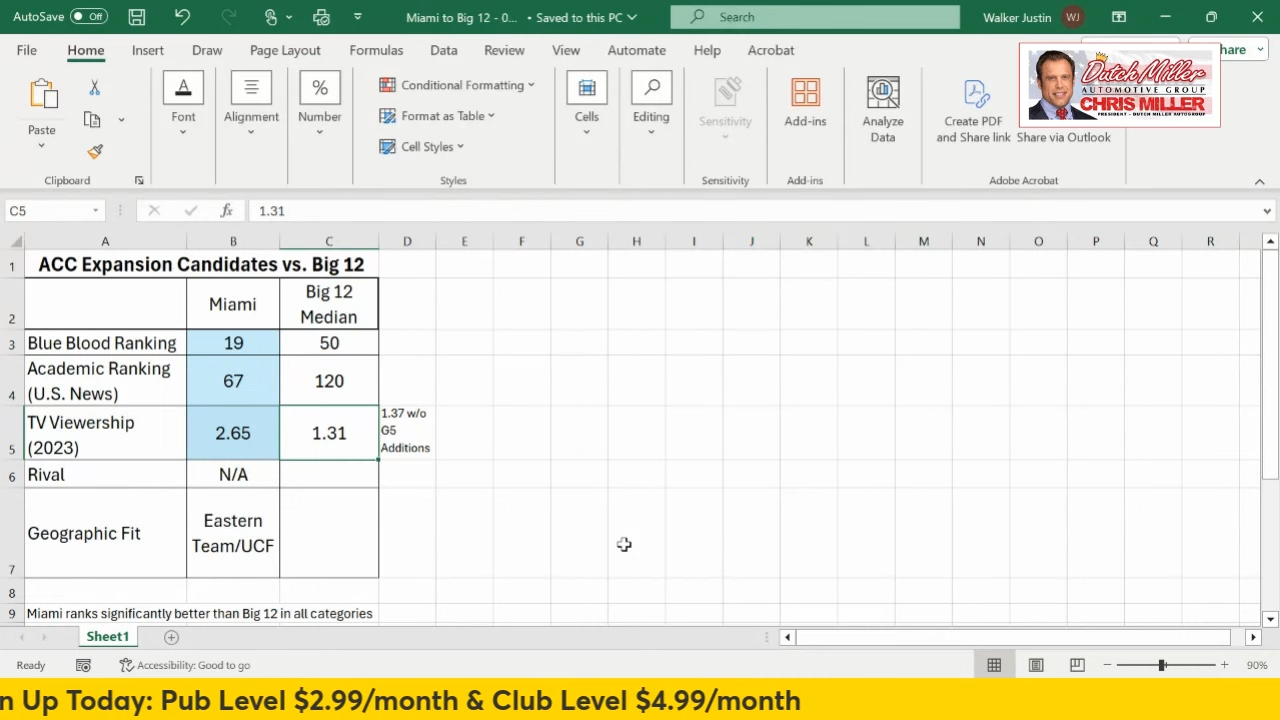 AutoSave Off
Miami to Big 12 - 0... • Saved to this PC
Search
Walker Justin WJ
File Home Insert Draw Page Layout Formulas Data Review View Automate Help Acrobat
hare
Dutch Miller
AUTOMOTIVE GROUP
CHRIS MILLER
PRESIDENT - DUTCH MILLER AUTOGROUP
Paste
Font
Alignment
Number
Conditional Formatting
Format as Table
Cell Styles
Cells
Editing
Sensitivity
Add-ins
Analyze
Data
Create PDF
and Share link
Share via Outlook
Clipboard
Styles
Sensitivity
Add-ins
Adobe Acrobat
C5
fx
1.31
A B C D E F G H I J K L M N O P Q R
1 ACC Expansion Candidates vs. Big 12
2 Miami Big 12
Median
3 Blue Blood Ranking 19 50
4 Academic Ranking
(U.S. News) 67 120
5 TV Viewership
(2023) 2.65 1.31
1.37 w/o
G5
Additions
6 Rival N/A
7 Geographic Fit Eastern
Team/UCF
8
9 Miami ranks significantly better than Big 12 in all categories
Sheet1
Ready
Accessibility: Good to go
90%
n Up Today: Pub Level $2.99/month & Club Level $4.99/month